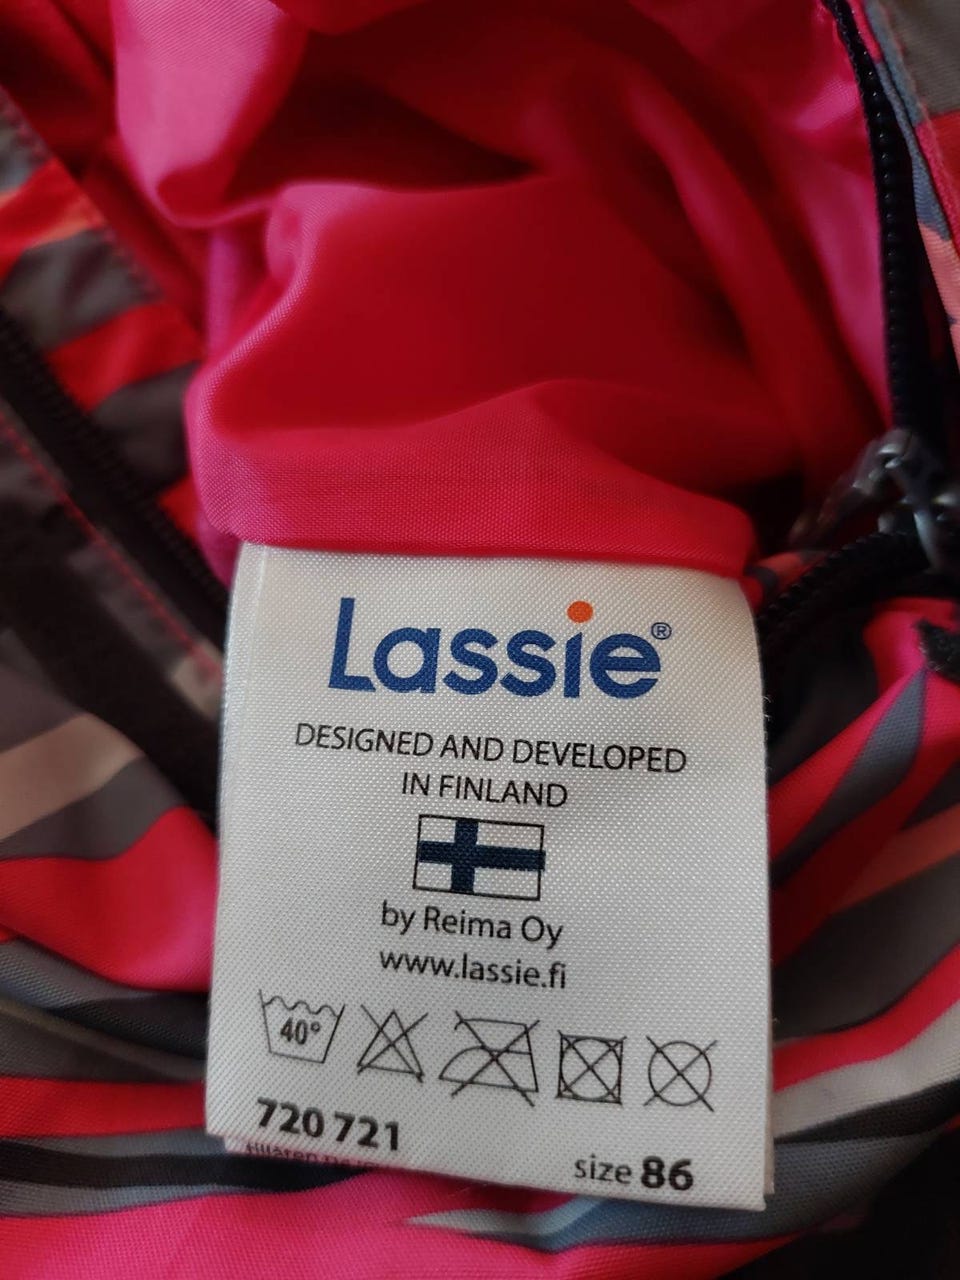 Lassie®
DESIGNED AND DEVELOPED
IN FINLAND
by Reima Oy
www.lassie.fi
40°
720 721
size 86